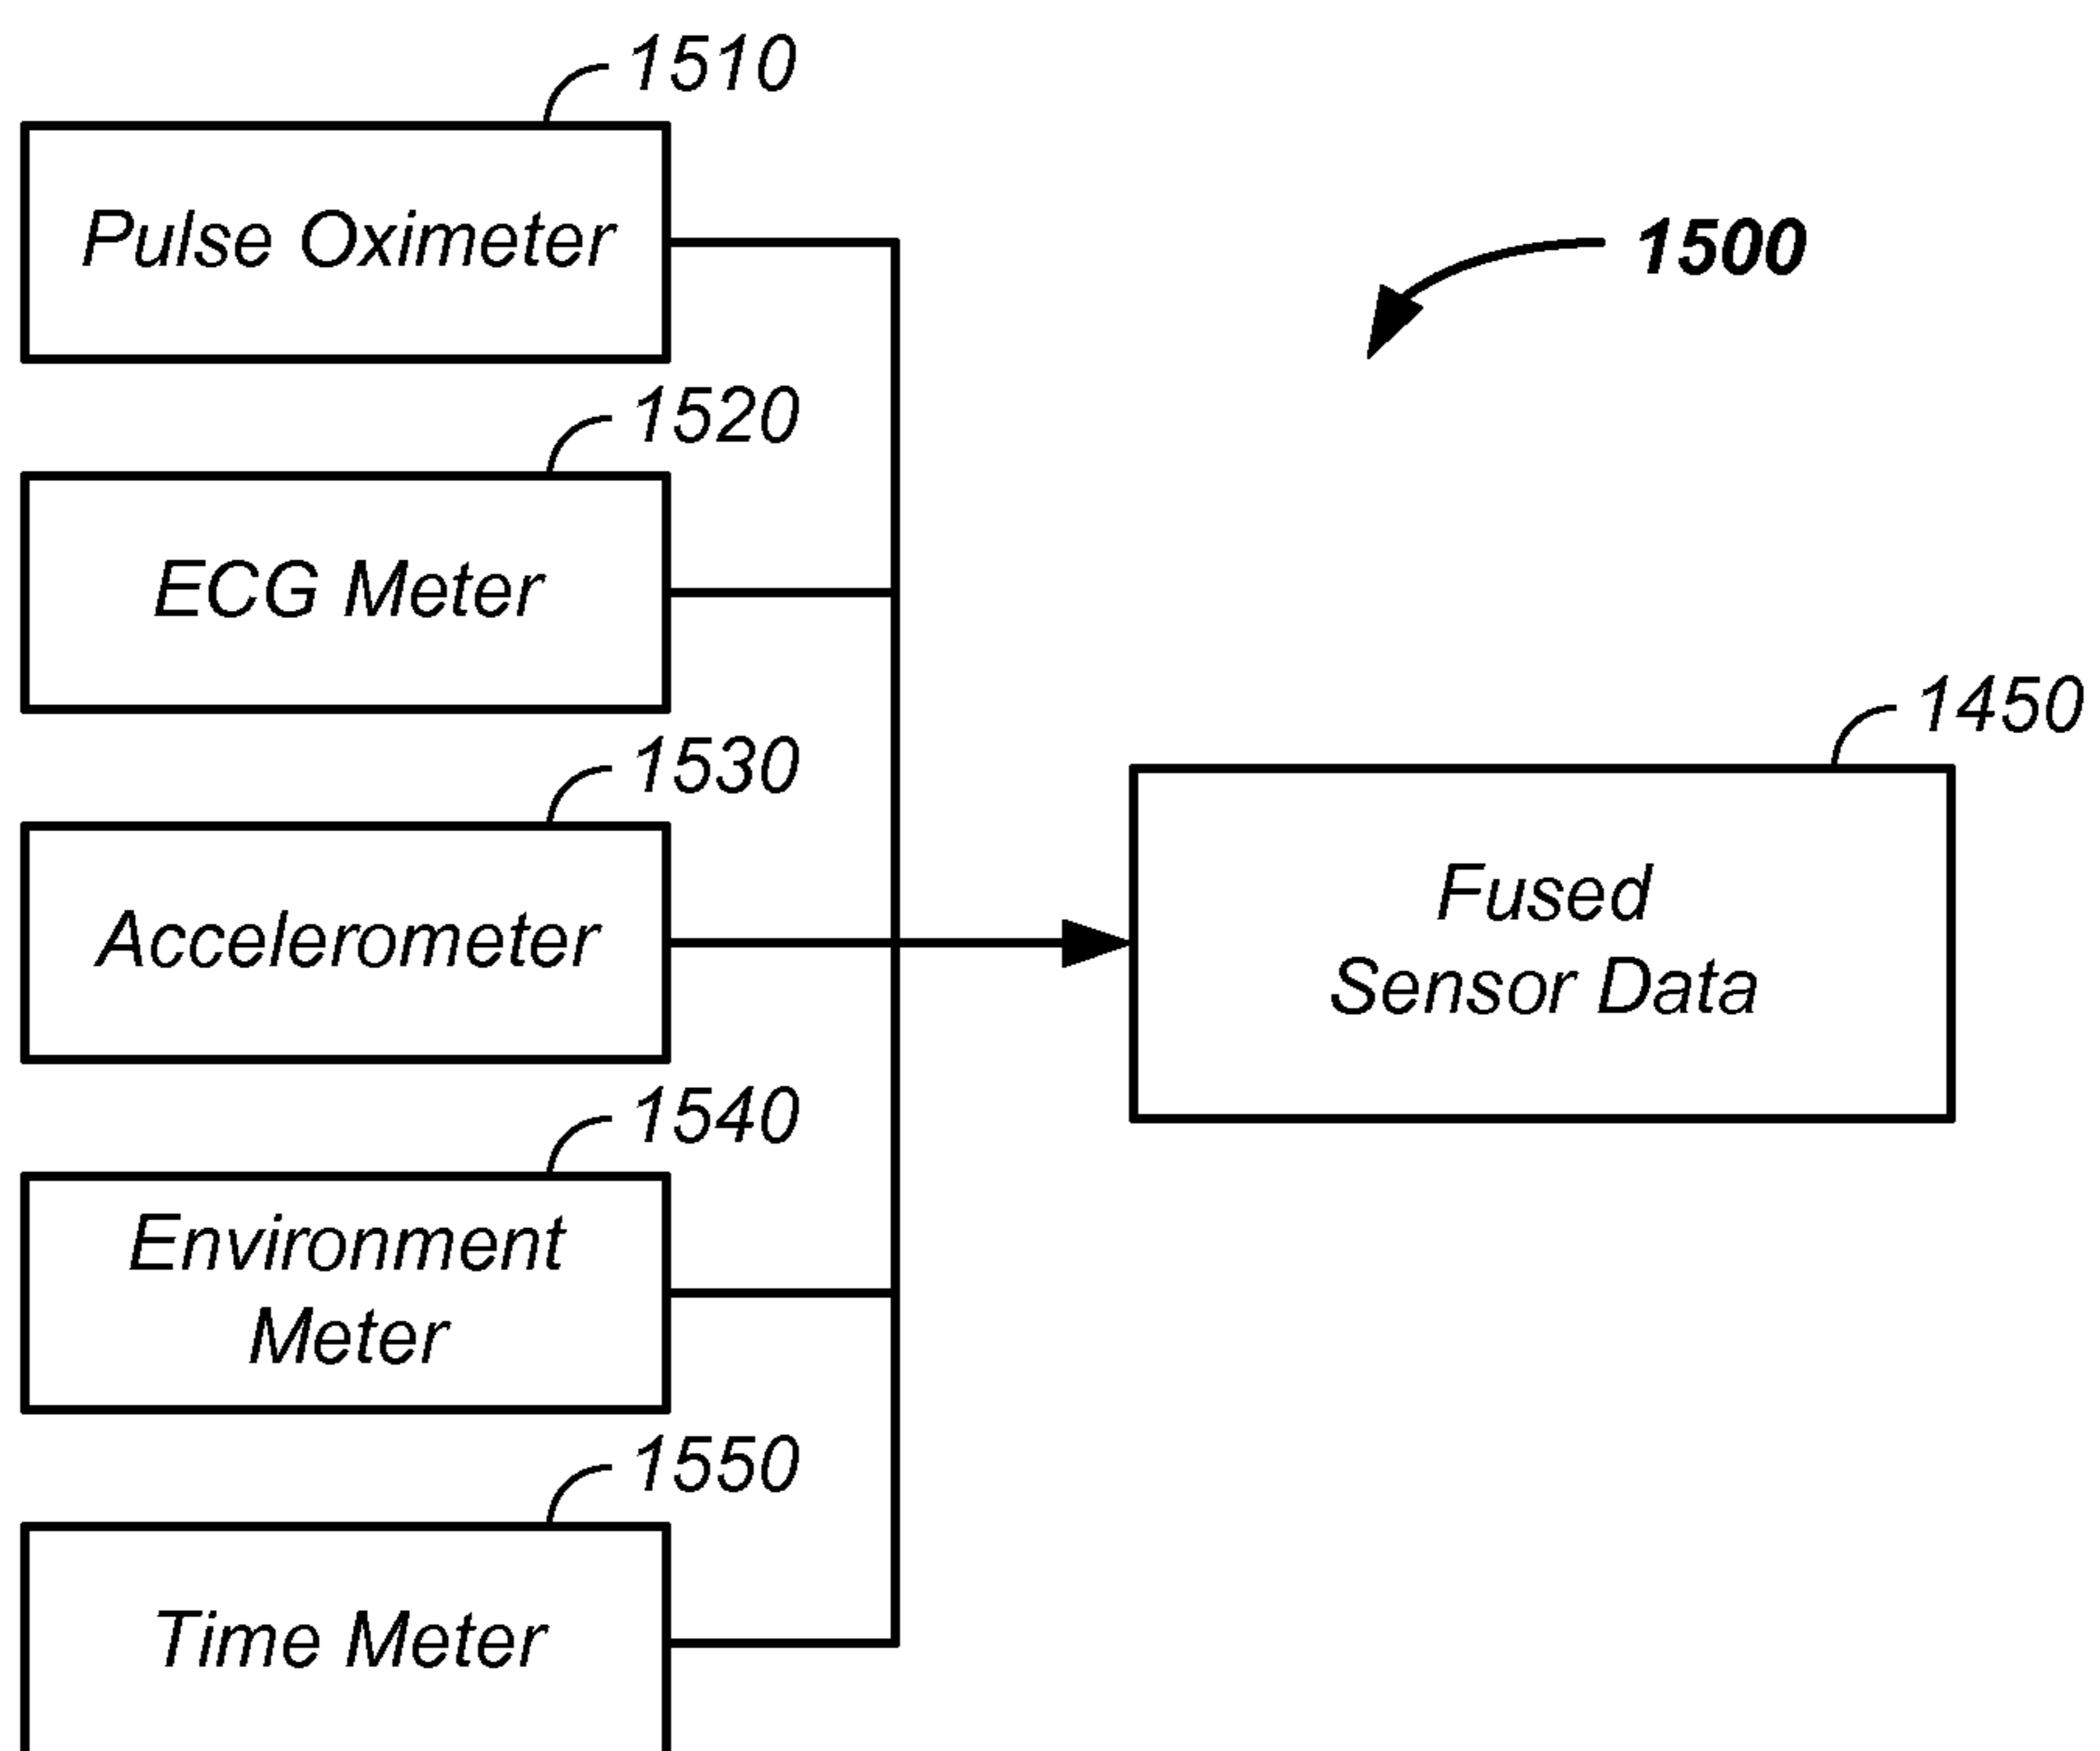 1510
Pulse Oximeter
1500
1520
ECG Meter
1450
1530
Fused
Sensor Data
Accelerometer
1540
Environment
Meter
1550
Time Meter